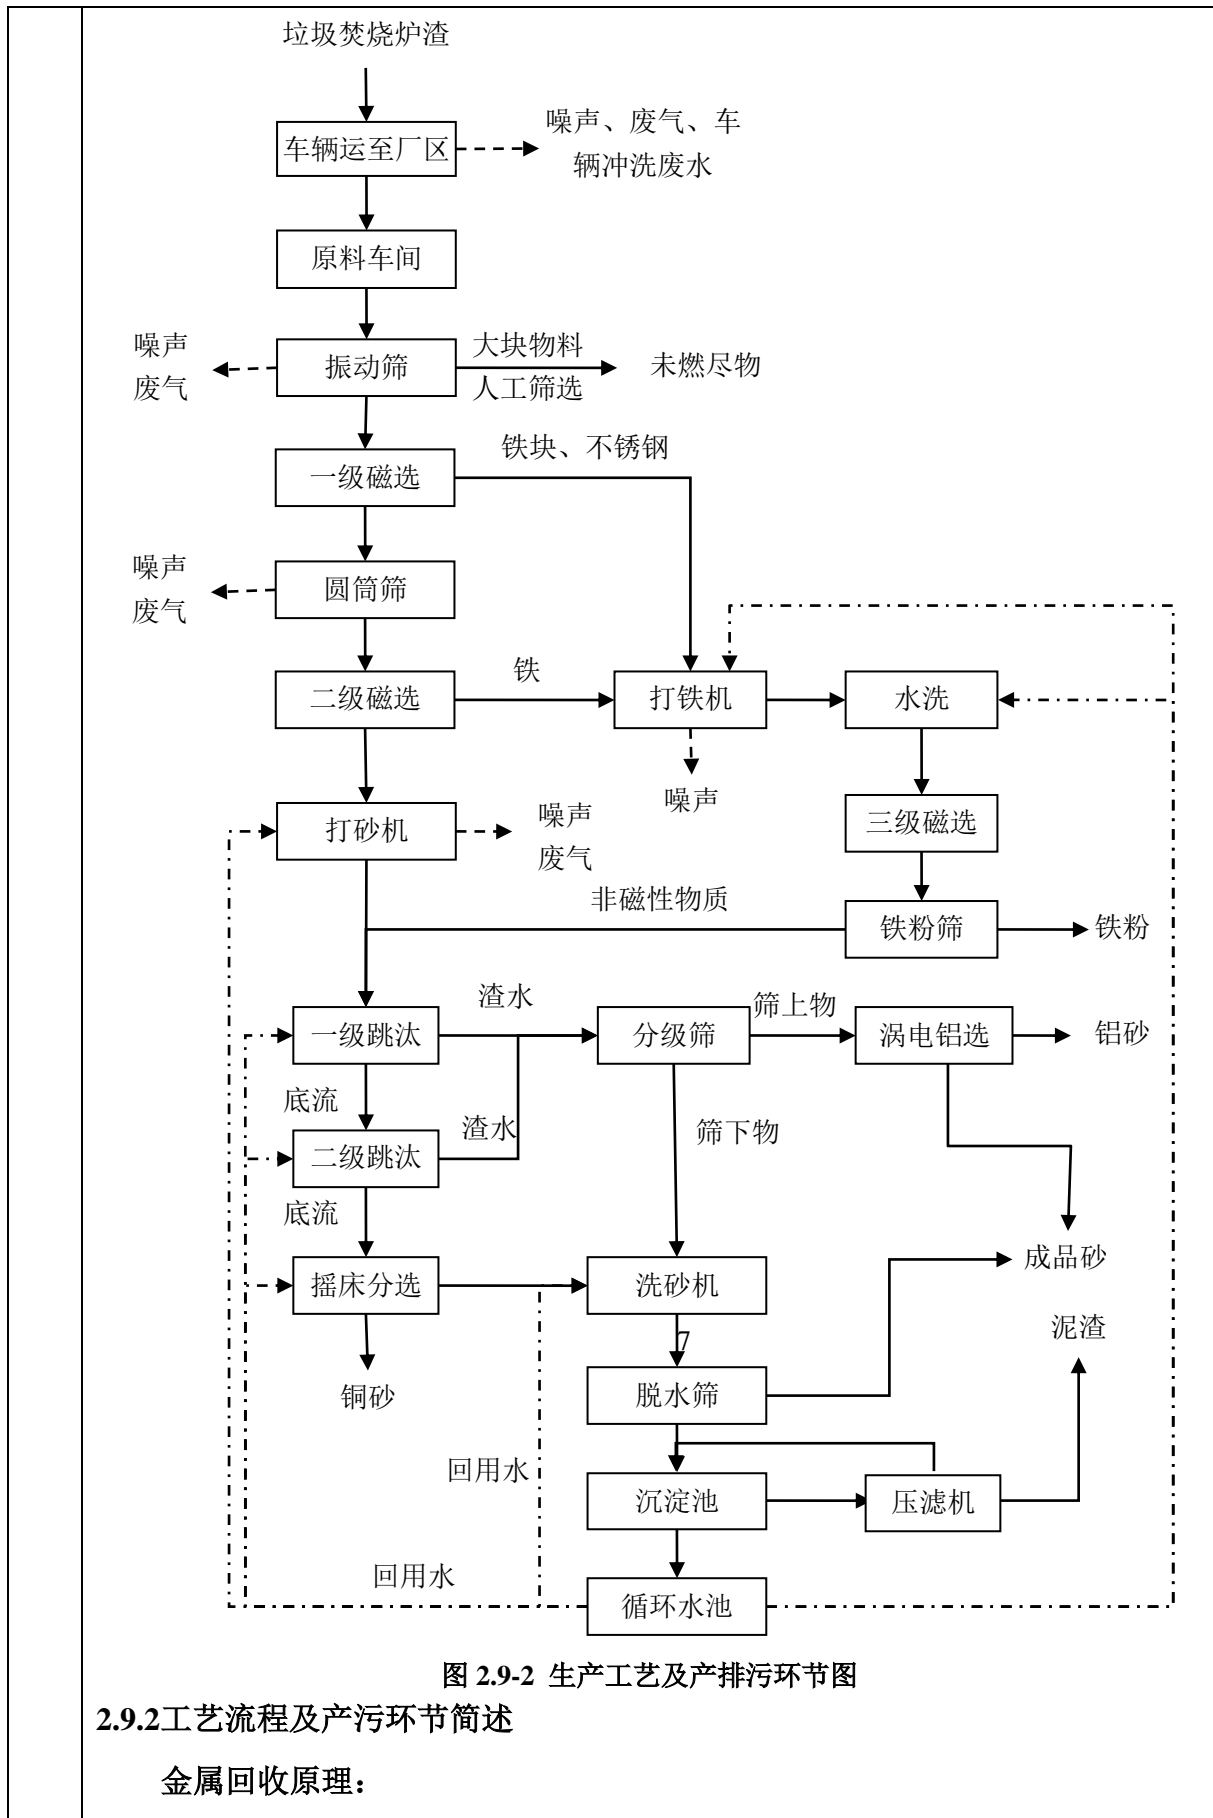 垃圾焚烧炉渣
车辆运至厂区
噪声、废气、车
辆冲洗废水
原料车间
噪声
废气
振动筛
大块物料
人工筛选
未燃尽物
一级磁选
铁块、不锈钢
噪声
废气
圆筒筛
二级磁选
铁
打铁机
水洗
噪声
三级磁选
打砂机
噪声
废气
非磁性物质
铁粉筛
铁粉
一级跳汰
渣水
分级筛
筛上物
涡电铝选
铝砂
底流
渣水
筛下物
二级跳汰
底流
成品砂
摇床分选
洗砂机
泥渣
7
铜砂
脱水筛
回用水
沉淀池
压滤机
回用水
循环水池
图 2.9-2 生产工艺及产排污环节图
2.9.2工艺流程及产污环节简述
金属回收原理：